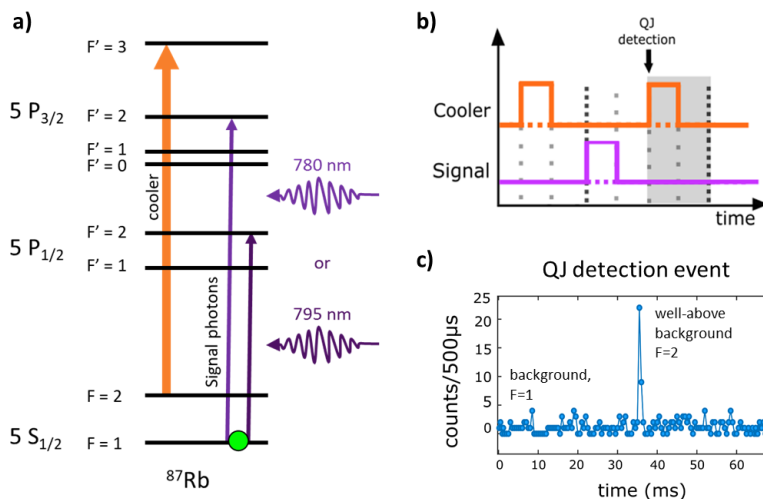 a)
F' = 3
5 P3/2
F' = 2
F' = 1
F' = 0
cooler
780 nm
5 P1/2
F' = 2
F' = 1
Signal photons
or
795 nm
F = 2
5 S1/2
F = 1
87Rb
b)
QJ
detection
Cooler
Signal
time
c)
QJ detection event
counts/500μs
25
20
15
10
5
0
well-above
background
F=2
background,
F=1
0 10 20 30 40 50 60
time (ms)